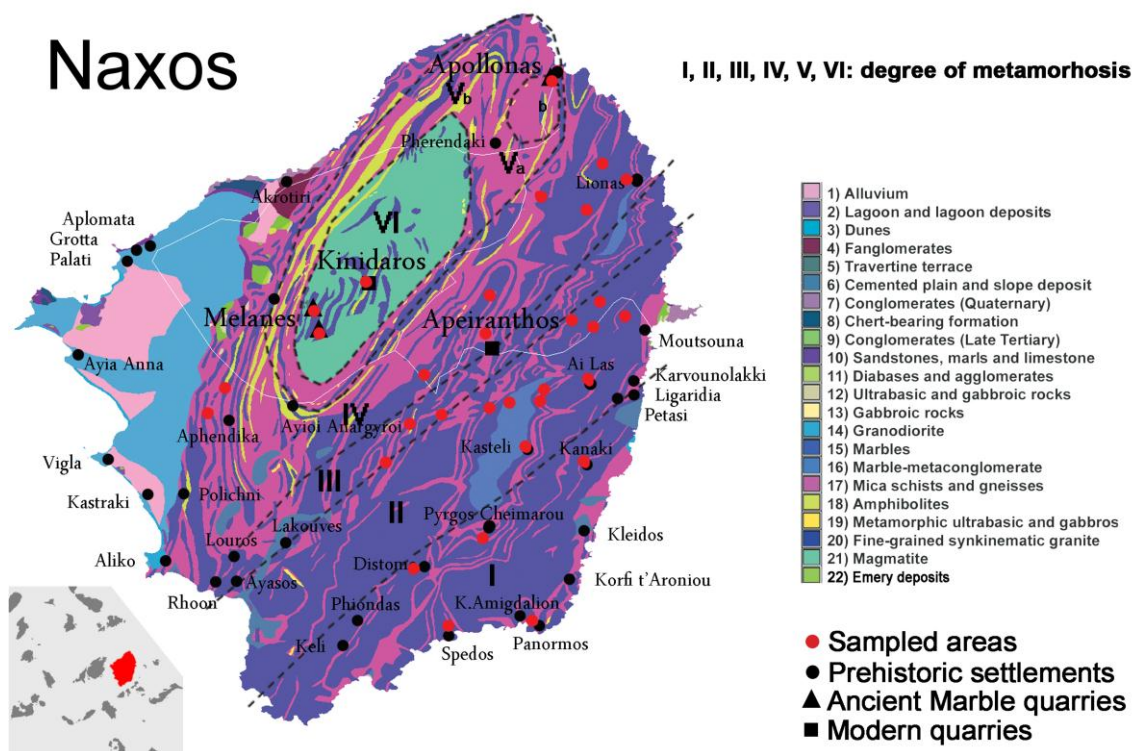 Naxos
I, II, III, IV, V, VI: degree of metamorhosis
Apollonas
Vb
b
Pherendaki
Va
Lionas
Akrotiri
Aplomata
Grotta
Palati
VI
Kinidaros
Melanes
Apeiranthos
Moutsouna
Ayia Anna
Ai Las
Karvounolakki
Ligaridia
Petasi
IV
Ayioi Anargyroi
Aphendika
Kasteli
Kanaki
Vigla
III
Kastraki
Polichni
II
Pyrgos Cheimarou
Lakouves
Kleidos
Louros
Aliko
Distomo
I
Rhoon
Ayasos
Korfi t'Aroniou
Phiondas
K.Amigdalion
Keli
Spedos
Panormos
1) Alluvium
2) Lagoon and lagoon deposits
3) Dunes
4) Fanglomerates
5) Travertine terrace
6) Cemented plain and slope deposit
7) Conglomerates (Quaternary)
8) Chert-bearing formation
9) Conglomerates (Late Tertiary)
10) Sandstones, marls and limestone
11) Diabases and agglomerates
12) Ultrabasic and gabbroic rocks
13) Gabbroic rocks
14) Granodiorite
15) Marbles
16) Marble-metaconglomerate
17) Mica schists and gneisses
18) Amphibolites
19) Metamorphic ultrabasic and gabbros
20) Fine-grained synkinematic granite
21) Magmatite
22) Emery deposits
Sampled areas
Prehistoric settlements
Ancient Marble quarries
Modern quarries